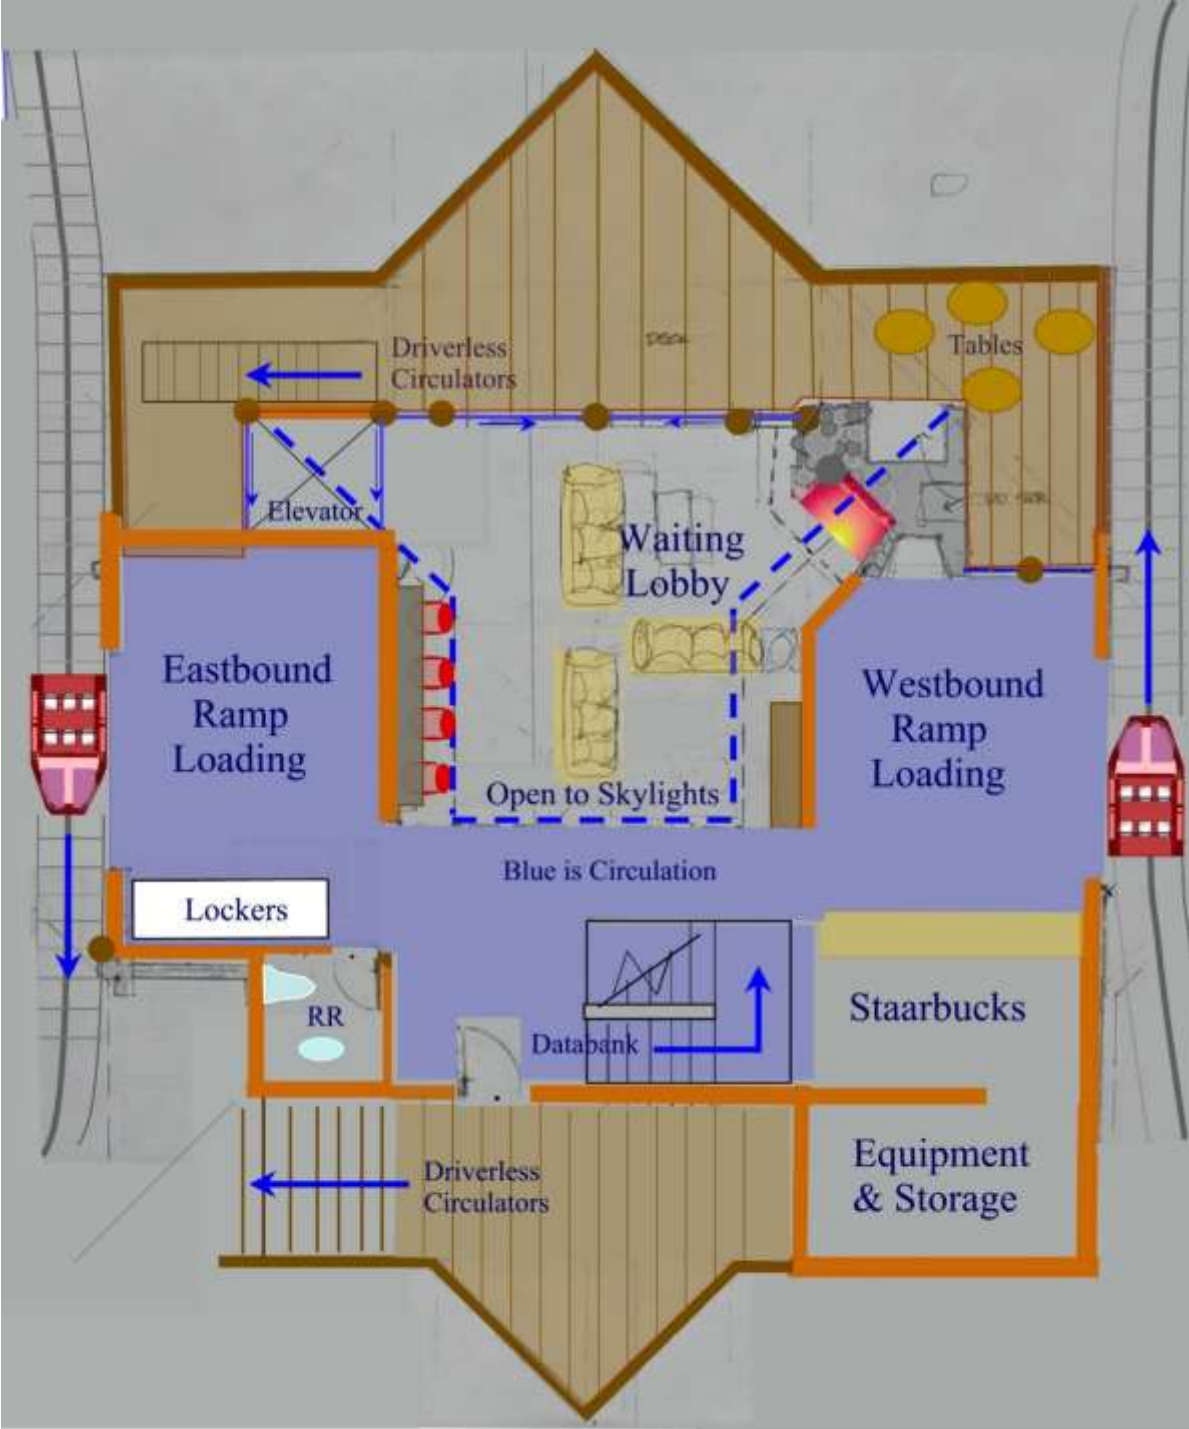 Driverless
Circulators
DECK
Tables
Elevator
Waiting
Lobby
Eastbound
Ramp
Loading
Westbound
Ramp
Loading
Open to Skylights
Blue is Circulation
Lockers
RR
Databank
Staarbucks
Driverless
Circulators
Equipment
& Storage